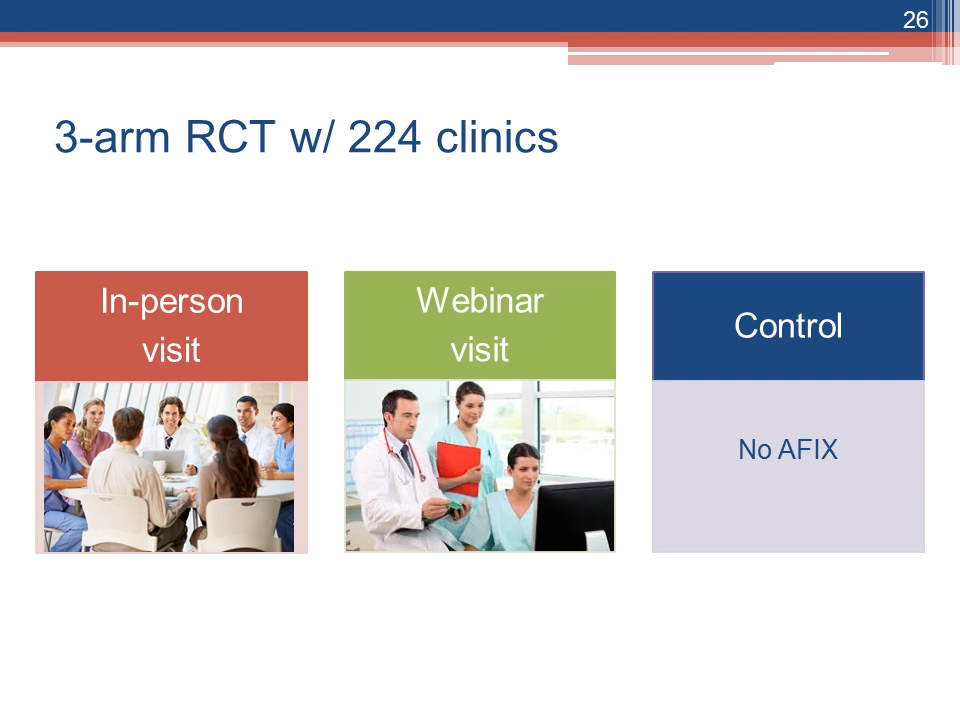 26
3-arm RCT w/ 224 clinics
In-person
visit
Webinar
visit
Control
No AFIX